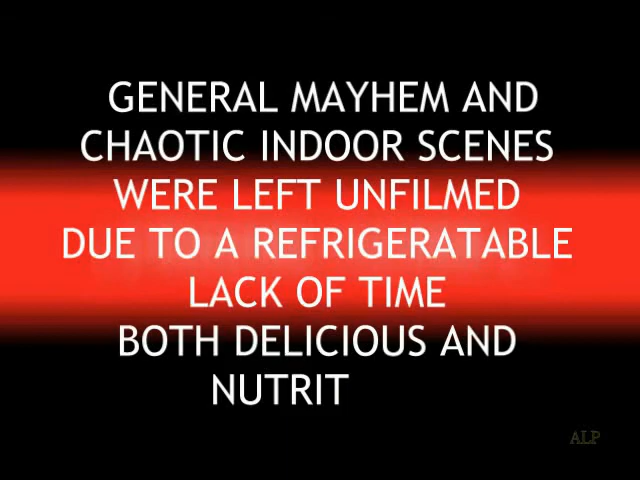 GENERAL MAYHEM AND
CHAOTIC INDOOR SCENES
WERE LEFT UNFILMED
DUE TO A REFRIGERATABLE
LACK OF TIME
BOTH DELICIOUS AND
NUTRIT
ALP